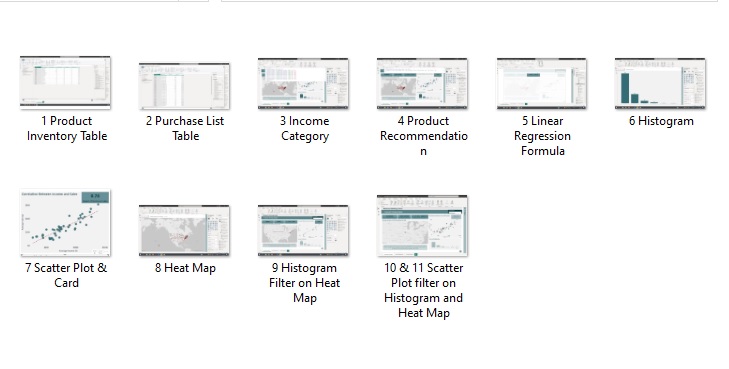 1 Product
Inventory Table
2 Purchase List
Table
3 Income
Category
4 Product
Recommendatio
n
5 Linear
Regression
Formula
6 Histogram
7 Scatter Plot &
Card
8 Heat Map
9 Histogram
Filter on Heat
Map
10 & 11 Scatter
Plot filter on
Histogram and
Heat Map